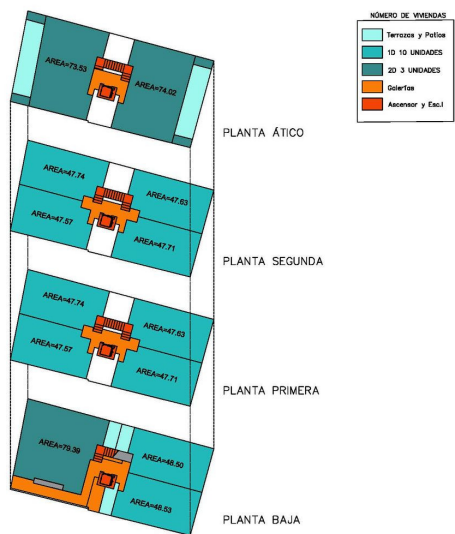 NÚMERO DE VIVIENDAS
Terrazas y Patios
1D 10 UNIDADES
2D 3 UNIDADES
Galerías
Ascensor y Esc.I
AREA=73.53
AREA=74.02
PLANTA ÁTICO
AREA=47.74
AREA=47.63
AREA=47.57
AREA=47.71
PLANTA SEGUNDA
AREA=47.74
AREA=47.63
AREA=47.57
AREA=47.71
PLANTA PRIMERA
AREA=79.39
AREA=48.50
AREA=48.53
PLANTA BAJA